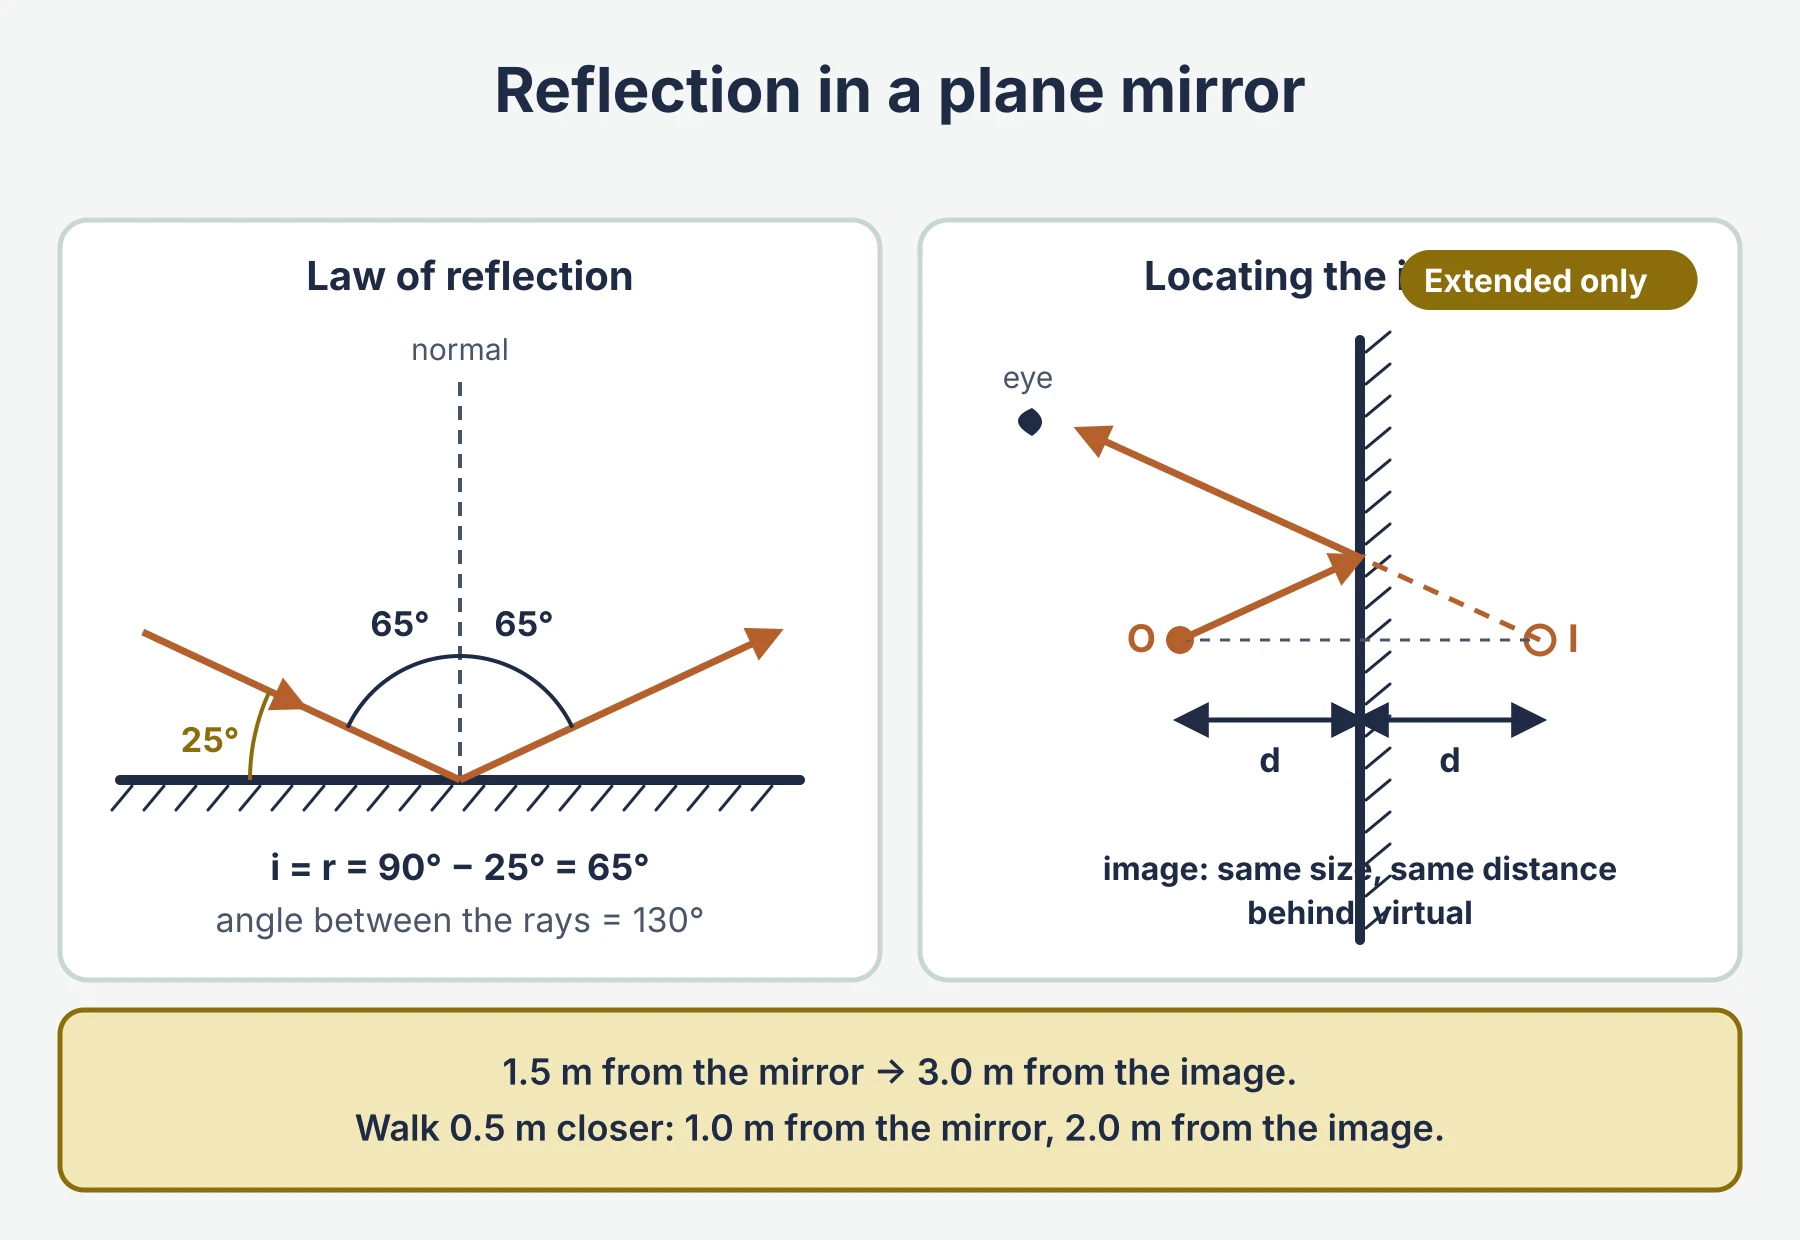 Reflection in a plane mirror
Law of reflection
normal
65° 65°
25°
i = r = 90° − 25° = 65°
angle between the rays = 130°
Locating the
Extended only
eye
O I
d d
image: same size, same distance
behind, virtual
1.5 m from the mirror → 3.0 m from the image.
Walk 0.5 m closer: 1.0 m from the mirror, 2.0 m from the image.